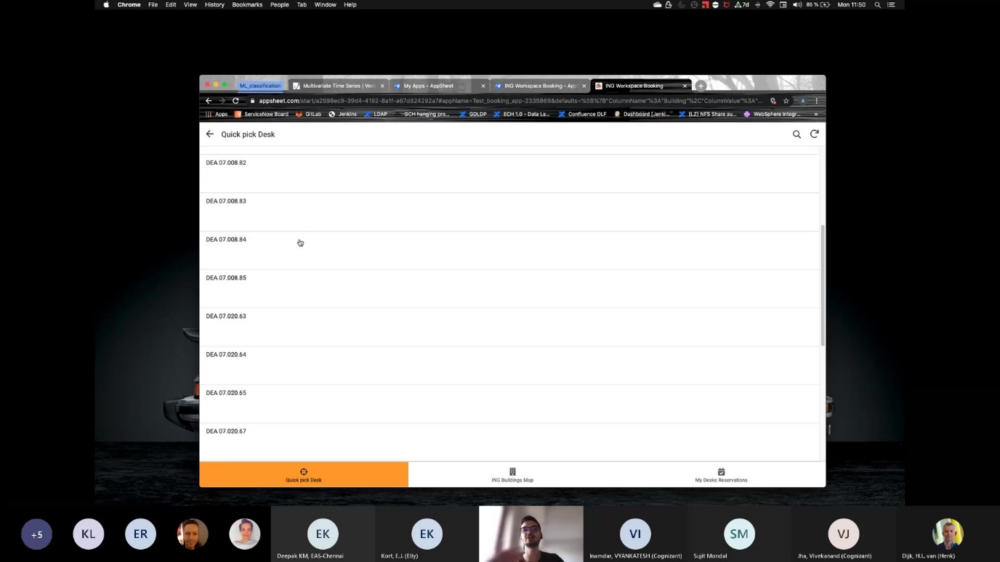 Chrome File Edit View History Bookmarks People Tab Window Help 7d 85 % Mon 11:50
ML_classification Multivariate Time Series | Vect My Apps - AppSheet ING Workspace Booking - App ING Workspace Booking
appsheet.com/start/a2598ec9-39d4-4192-8a1f-a67d824292a7#appName=Test_booking_app-2335869&defaults=%5B%7B"ColumnName"%3A"Building"%2C"ColumnValue"%3A"... A
Apps ServiceNow Board GitLab Jenkins LDAP GCH hanging pro... GDLDP ECH 1.0 - Data La... Confluence DLF Dashboard [Jenki... [LZ] NFS Share au... WebSphere Integr... »
Quick pick Desk
DEA 07.008.82
DEA 07.008.83
DEA 07.008.84
DEA 07.008.85
DEA 07.020.63
DEA 07.020.64
DEA 07.020.65
DEA 07.020.67
Quick pick Desk ING Buildings Map My Desks Reservations
+5 KL ER EK EK VI SM VJ
Deepak KM, EAS-Chennai Kort, E.J. (Elly) Inamdar, VYANKATESH (Cognizant) Sujit Mondal Jha, Vivekanand (Cognizant) Dijk, H.L. van (Henk)